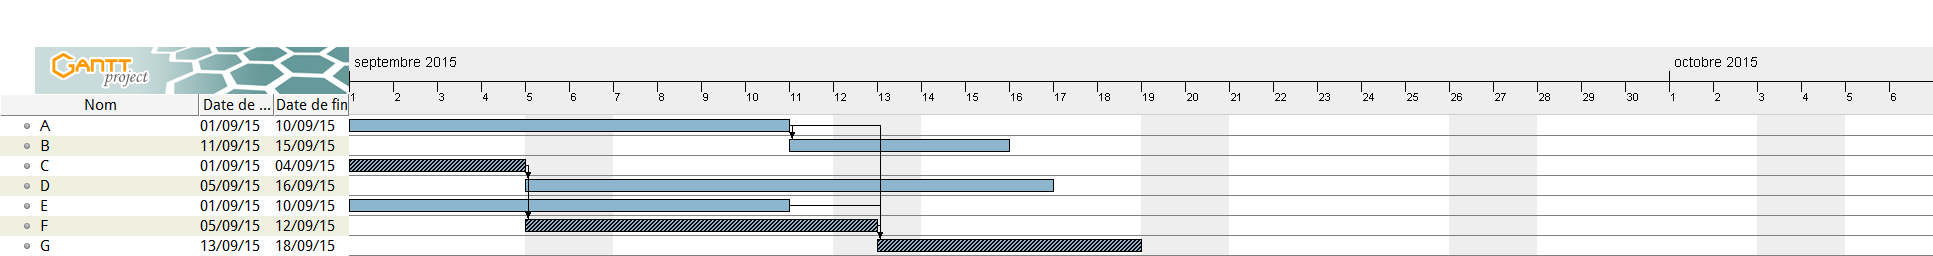 GANTT
project
septembre 2015 octobre 2015
1 2 3 4 5 6 7 8 9 10 11 12 13 14 15 16 17 18 19 20 21 22 23 24 25 26 27 28 29 30 1 2 3 4 5 6
Nom Date de ... Date de fin
A 01/09/15 10/09/15
B 11/09/15 15/09/15
C 01/09/15 04/09/15
D 05/09/15 16/09/15
E 01/09/15 10/09/15
F 05/09/15 12/09/15
G 13/09/15 18/09/15